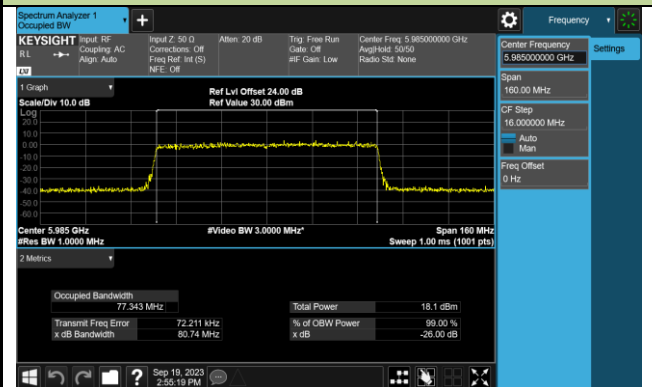 Spectrum Analyzer 1
Occupied BW
Frequency
KEYSIGHT
RL
LXI
Input: RF
Coupling: AC
Align: Auto
Input Z: 50 Ω
Corrections: Off
Freq Ref: Int (S)
NFE: Off
Atten: 20 dB
Trig: Free Run
Gate: Off
#IF Gain: Low
Center Freq: 5.985000000 GHz
Avg|Hold: 50/50
Radio Std: None
Center Frequency
5.985000000 GHz
Settings
Span
160.00 MHz
CF Step
16.000000 MHz
Auto
Man
Freq Offset
0 Hz
1 Graph
Scale/Div 10.0 dB
Ref Lvl Offset 24.00 dB
Ref Value 30.00 dBm
Log
20.0
10.0
0.00
-10.0
-20.0
-30.0
-40.0
-50.0
-60.0
Center 5.985 GHz
#Res BW 1.0000 MHz
#Video BW 3.0000 MHz*
Span 160 MHz
Sweep 1.00 ms (1001 pts)
2 Metrics
Occupied Bandwidth
77.343 MHz
Total Power 18.1 dBm
Transmit Freq Error 72.211 kHz
% of OBW Power 99.00 %
x dB Bandwidth 80.74 MHz
x dB -26.00 dB
?
Sep 19, 2023
2:55:19 PM